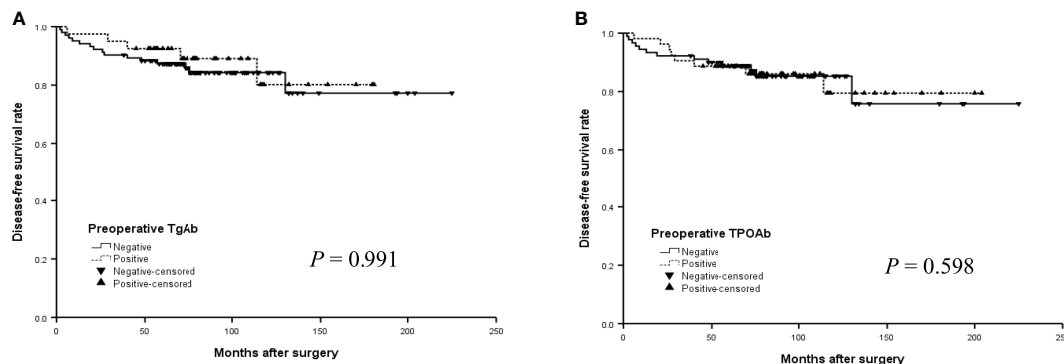 A
1.0
0.8
0.6
0.4
0.2
0.0
Disease-free survival rate
Preoperative TgAb
Negative
Positive
Negative-censored
Positive-censored
P = 0.991
0 50 100 150 200 250
Months after surgery
B
1.0
0.8
0.6
0.4
0.2
0.0
Disease-free survival rate
Preoperative TPOAb
Negative
Positive
Negative-censored
Positive-censored
P = 0.598
0 50 100 150 200 250
Months after surgery